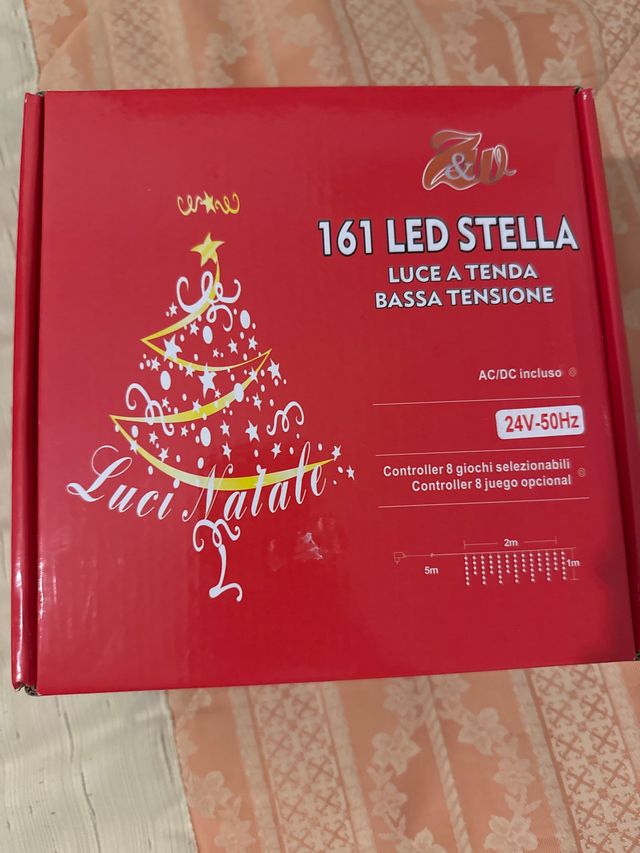 Z&V
161 LED STELLA
LUCE A TENDA
BASSA TENSIONE
AC/DC incluso
24V-50Hz
Controller 8 giochi selezionabili
Controller 8 juego opcional
Luci Natale
2m
5m
1m